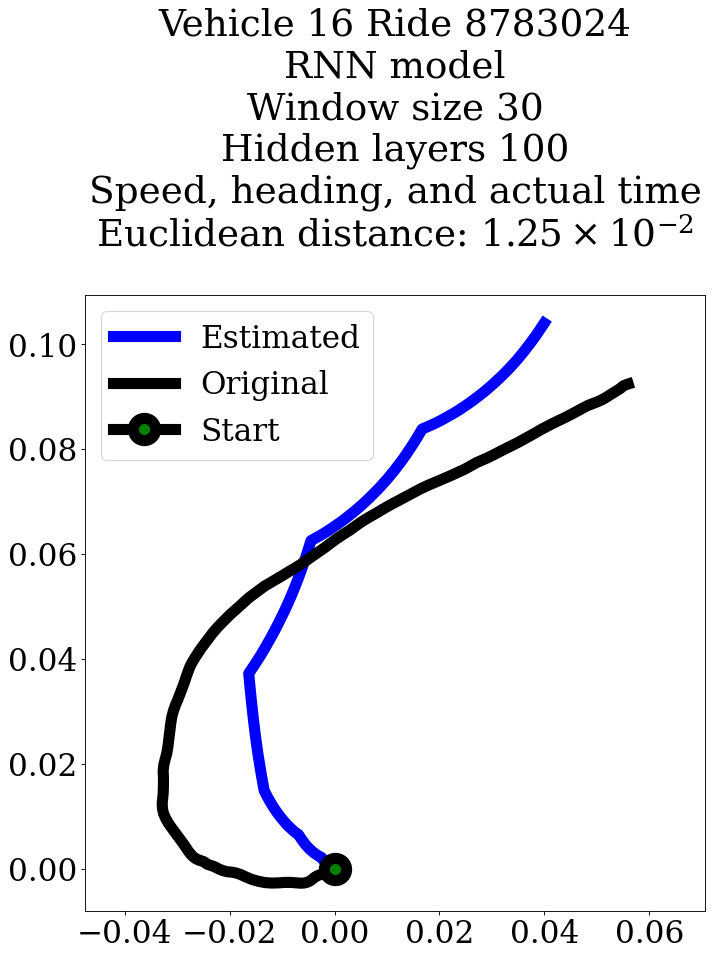 Vehicle 16 Ride 8783024
RNN model
Window size 30
Hidden layers 100
Speed, heading, and actual time
Euclidean distance: 1.25 × 10⁻²
Estimated
Original
Start
0.10
0.08
0.06
0.04
0.02
0.00
−0.04 −0.02 0.00 0.02 0.04 0.06